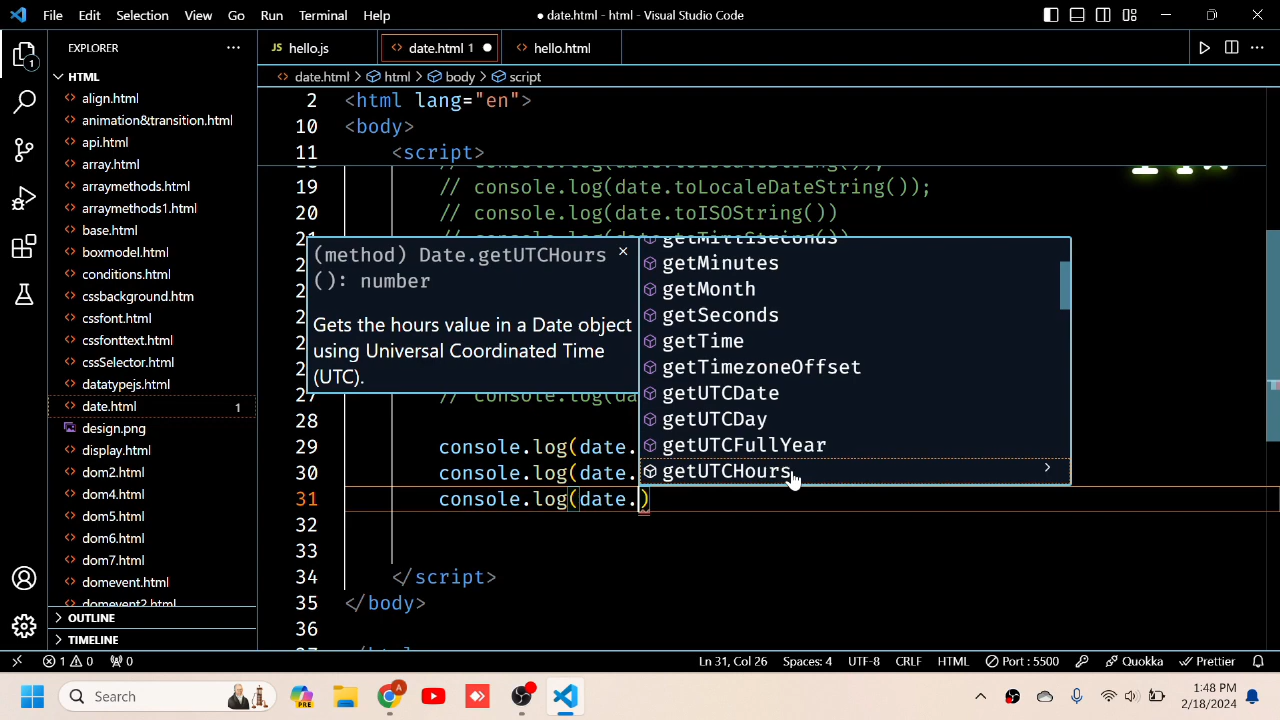 File Edit Selection View Go Run Terminal Help
● date.html - html - Visual Studio Code
EXPLORER
JS hello.js
date.html 1 ●
hello.html
date.html > html > body > script
HTML
align.html
animation&transition.html
api.html
array.html
arraymethods.html
arraymethods1.html
base.html
boxmodel.html
conditions.html
cssbackground.htm
cssfont.html
cssfonttext.html
cssSelector.html
datatypejs.html
date.html 1
design.png
display.html
dom2.html
dom4.html
dom5.html
dom6.html
dom7.html
domevent.html
domevent2.html
OUTLINE
TIMELINE
2 <html lang="en">
10 <body>
11 <script>
// console.log(date.toLocaleString());
19 // console.log(date.toLocaleDateString());
20 // console.log(date.toISOString())
(method) Date.getUTCHours
(): number
Gets the hours value in a Date object
using Universal Coordinated Time
(UTC).
getMilliseconds
getMinutes
getMonth
getSeconds
getTime
getTimezoneOffset
getUTCDate
getUTCDay
getUTCFullYear
getUTCHours
28
29 console.log(date.
30 console.log(date.
31 console.log(date.)
32
33
34 </script>
35 </body>
36
1 0 0
Ln 31, Col 26 Spaces: 4 UTF-8 CRLF HTML Port : 5500 Quokka Prettier
Search
PRE
A
1:48 PM
2/18/2024